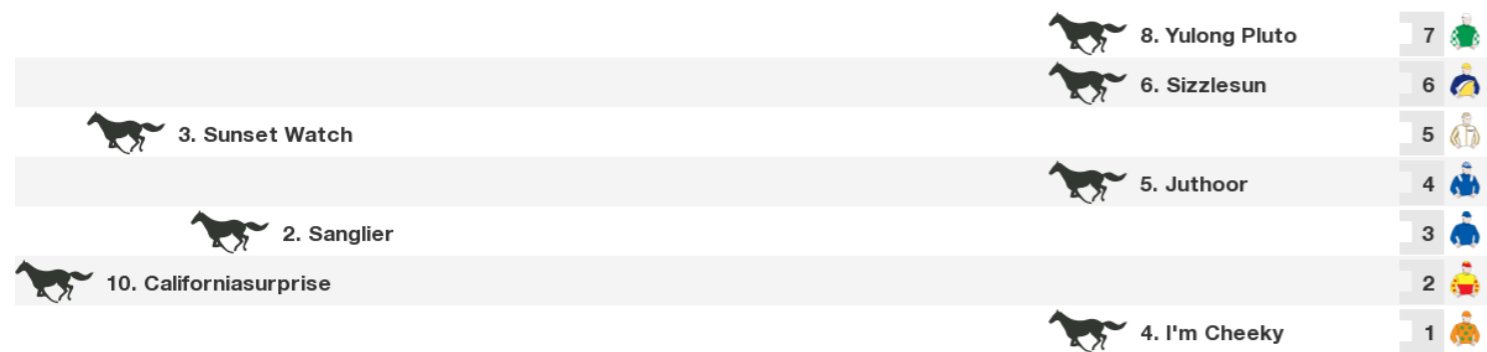 8. Yulong Pluto 7
6. Sizzlesun 6
3. Sunset Watch 5
5. Juthoor 4
2. Sanglier 3
10. Californiasurprise 2
4. I'm Cheeky 1